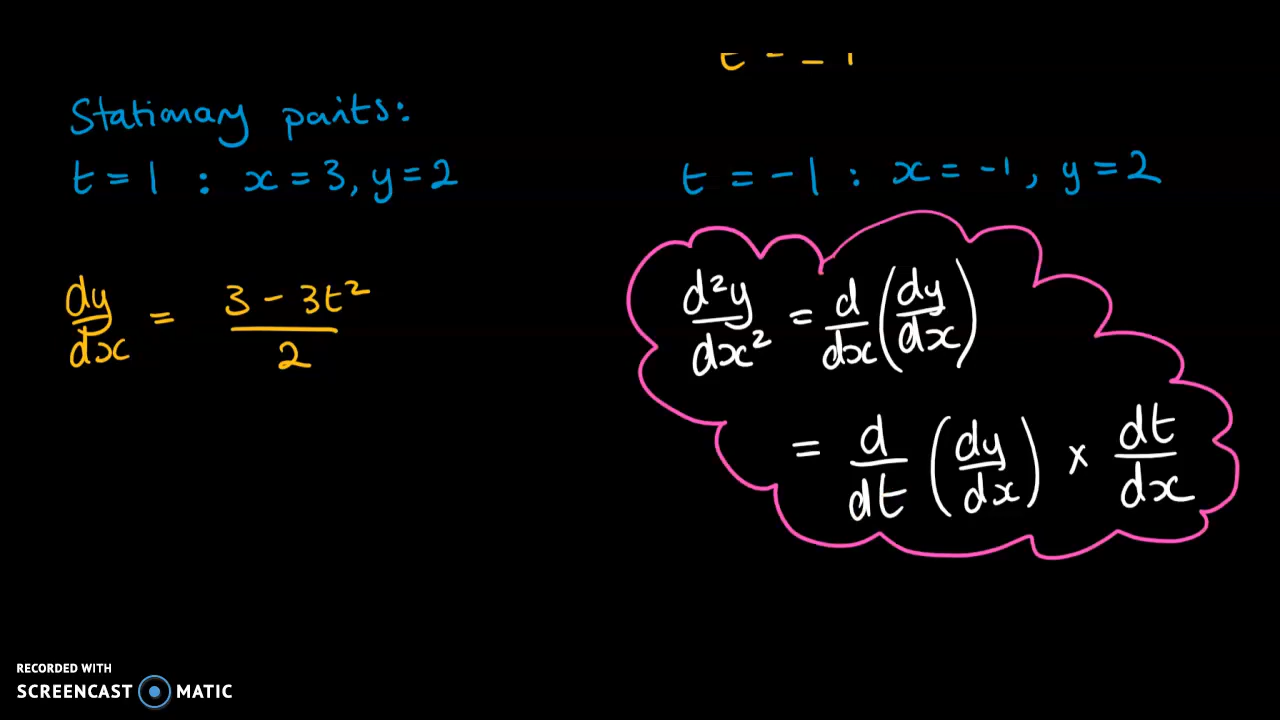 t = -1
Stationary points:
t = 1 : x = 3, y = 2
t = -1 : x = -1, y = 2
dy/dx = (3 - 3t²)/2
d²y/dx² = d/dx (dy/dx)
= d/dt (dy/dx) × dt/dx
RECORDED WITH
SCREENCAST MATIC